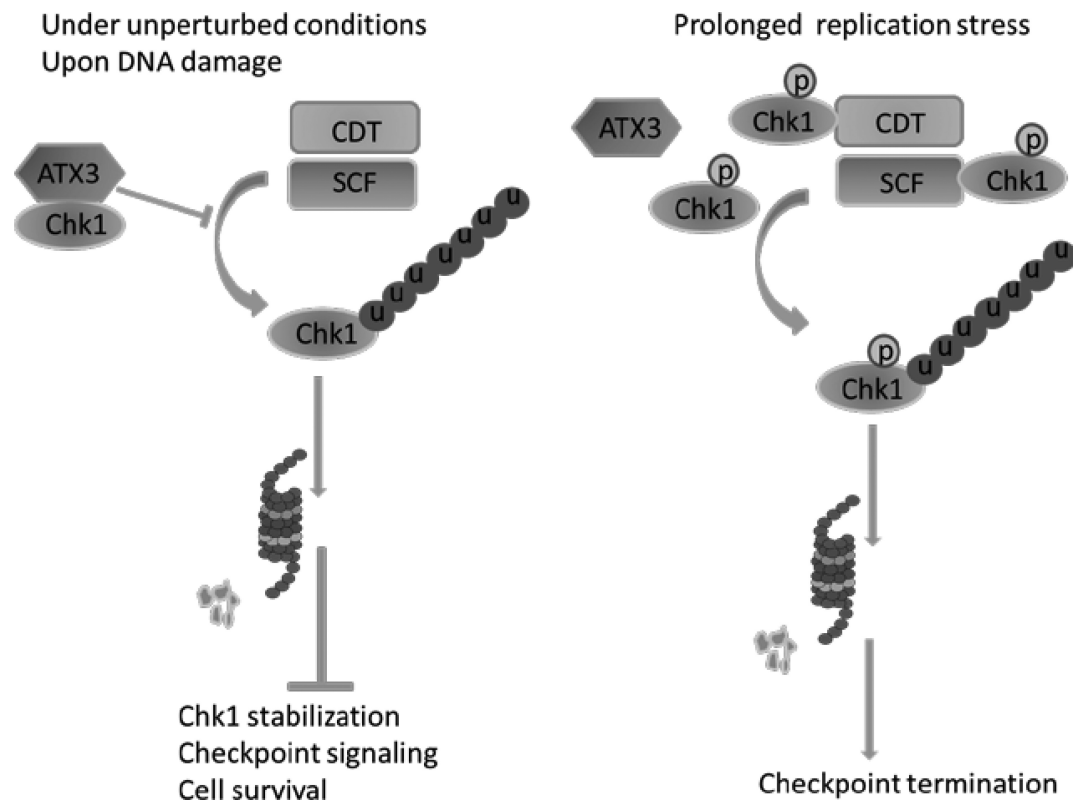 Under unperturbed conditions
Upon DNA damage
CDT
SCF
ATX3
Chk1
u u u u u u u
Chk1
Chk1 stabilization
Checkpoint signaling
Cell survival
Prolonged replication stress
p
Chk1
CDT
ATX3
p
Chk1
SCF
p
Chk1
u u u u u u u
p
Chk1
Checkpoint termination